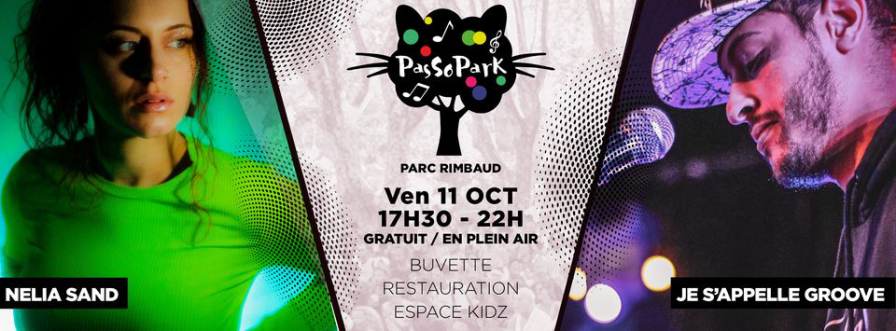 PasSoParK
PARC RIMBAUD
Ven 11 OCT
17H30 - 22H
GRATUIT / EN PLEIN AIR
BUVETTE
RESTAURATION
ESPACE KIDZ
NELIA SAND
JE S'APPELLE GROOVE